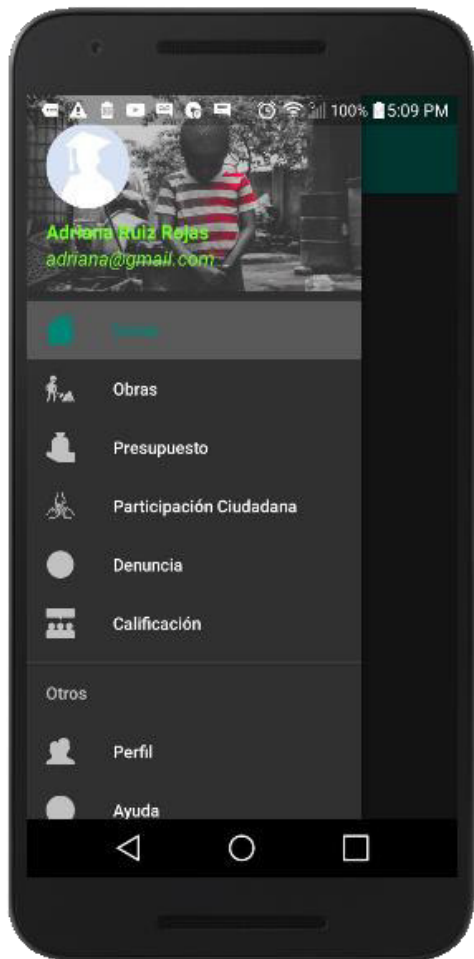 100% 5:09 PM
Adriana Ruiz Rojas
adriana@gmail.com
Obras
Presupuesto
Participación Ciudadana
Denuncia
Calificación
Otros
Perfil
Ayuda